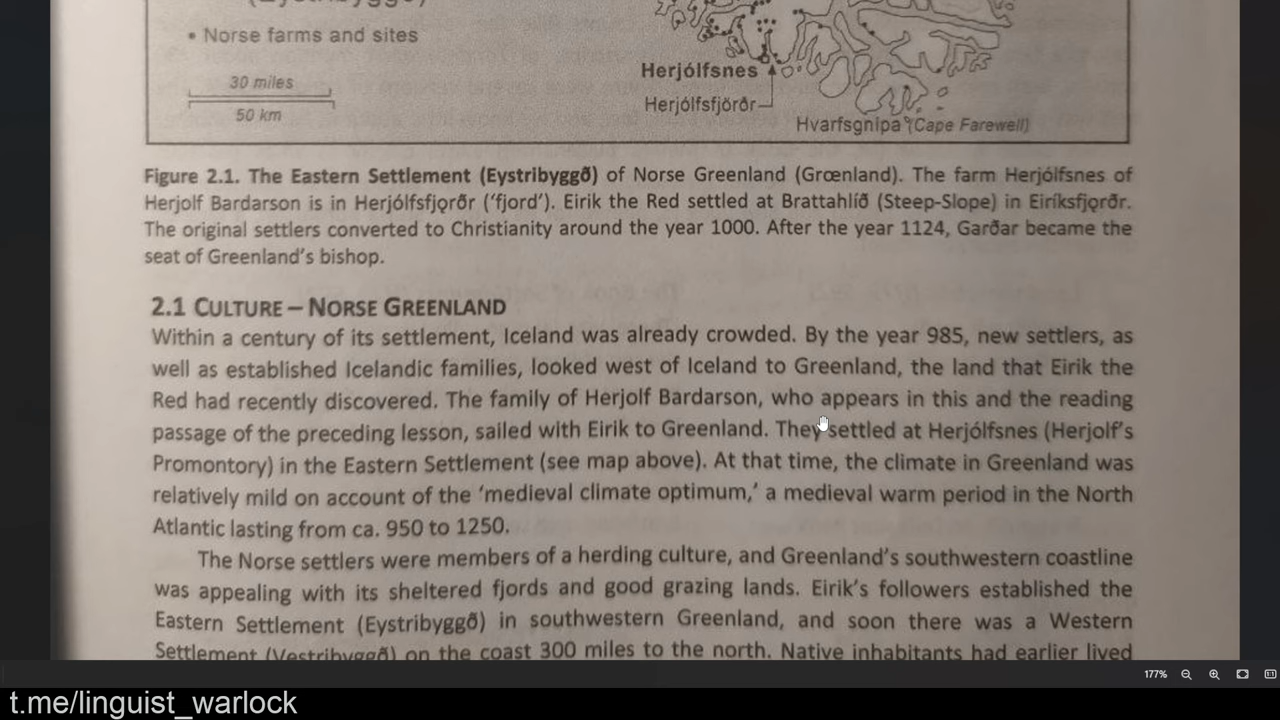 • Norse farms and sites
30 miles
50 km
Herjólfsnes
Herjólfsfjörðr
Hvarfsgnipa (Cape Farewell)
Figure 2.1. The Eastern Settlement (Eystribyggð) of Norse Greenland (Grœnland). The farm Herjólfsnes of
Herjolf Bardarson is in Herjólfsfjǫrðr (‘fjord’). Eirik the Red settled at Brattahlíð (Steep-Slope) in Eiríksfjǫrðr.
The original settlers converted to Christianity around the year 1000. After the year 1124, Garðar became the
seat of Greenland’s bishop.
2.1 CULTURE – NORSE GREENLAND
Within a century of its settlement, Iceland was already crowded. By the year 985, new settlers, as
well as established Icelandic families, looked west of Iceland to Greenland, the land that Eirik the
Red had recently discovered. The family of Herjolf Bardarson, who appears in this and the reading
passage of the preceding lesson, sailed with Eirik to Greenland. They settled at Herjólfsnes (Herjolf’s
Promontory) in the Eastern Settlement (see map above). At that time, the climate in Greenland was
relatively mild on account of the ‘medieval climate optimum,’ a medieval warm period in the North
Atlantic lasting from ca. 950 to 1250.
The Norse settlers were members of a herding culture, and Greenland’s southwestern coastline
was appealing with its sheltered fjords and good grazing lands. Eirik’s followers established the
Eastern Settlement (Eystribyggð) in southwestern Greenland, and soon there was a Western
Settlement (Vestribyggð) on the coast 300 miles to the north. Native inhabitants had earlier lived
177%
t.me/linguist_warlock